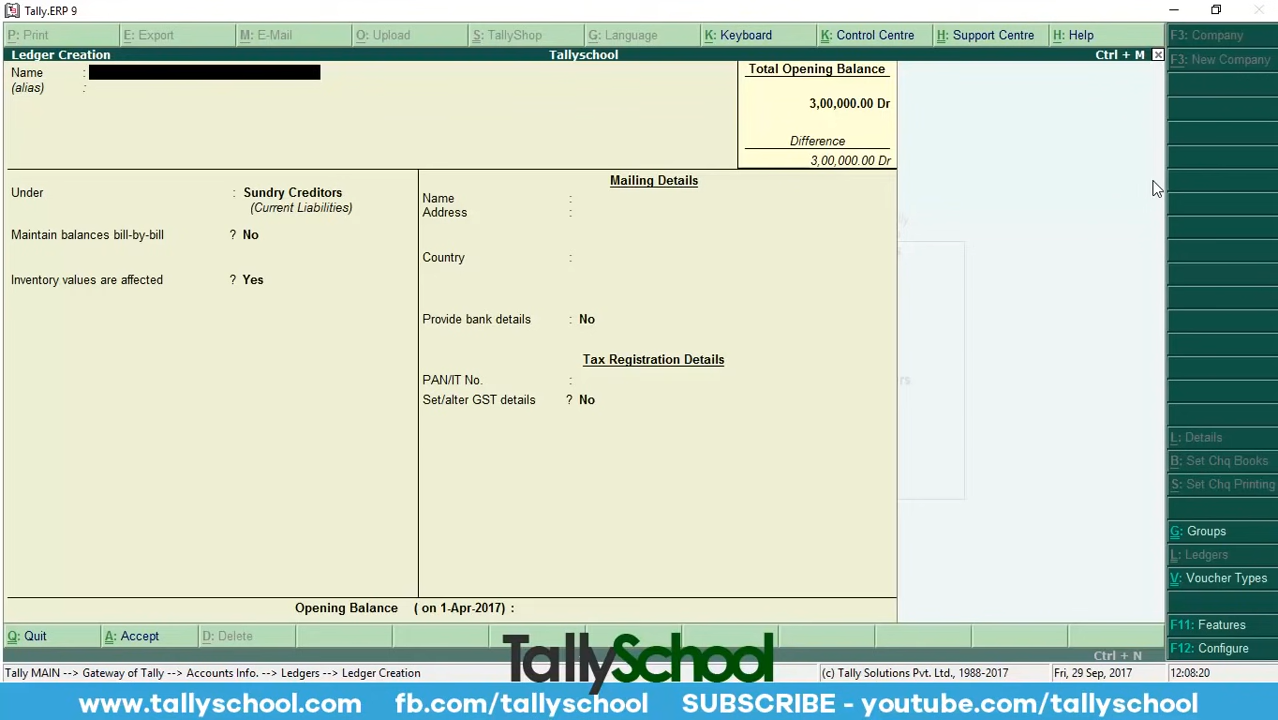 Tally.ERP 9
P: Print E: Export M: E-Mail O: Upload S: TallyShop G: Language K: Keyboard K: Control Centre H: Support Centre H: Help F3: Company
Ledger Creation Tallyschool Ctrl + M F3: New Company
Name :
(alias) :
Total Opening Balance
3,00,000.00 Dr
Difference
3,00,000.00 Dr
Under : Sundry Creditors
(Current Liabilities)
Maintain balances bill-by-bill ? No
Inventory values are affected ? Yes
Mailing Details
Name :
Address :
Country :
Provide bank details : No
Tax Registration Details
PAN/IT No. :
Set/alter GST details ? No
L: Details
B: Set Chq Books
S: Set Chq Printing
G: Groups
L: Ledgers
V: Voucher Types
F11: Features
F12: Configure
Opening Balance ( on 1-Apr-2017) :
Q: Quit A: Accept D: Delete
TallySchool
Ctrl + N
Tally MAIN --> Gateway of Tally --> Accounts Info. --> Ledgers --> Ledger Creation (c) Tally Solutions Pvt. Ltd., 1988-2017 Fri, 29 Sep, 2017 12:08:20
www.tallyschool.com fb.com/tallyschool SUBSCRIBE - youtube.com/tallyschool